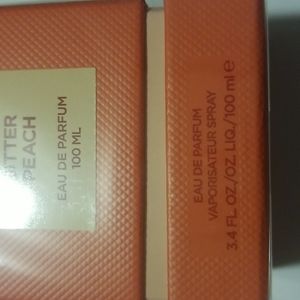 BITTER
PEACH
EAU DE PARFUM
100 ML
EAU DE PARFUM
VAPORISATEUR SPRAY
3.4 FL OZ/OZ. LIQ./100 ml e